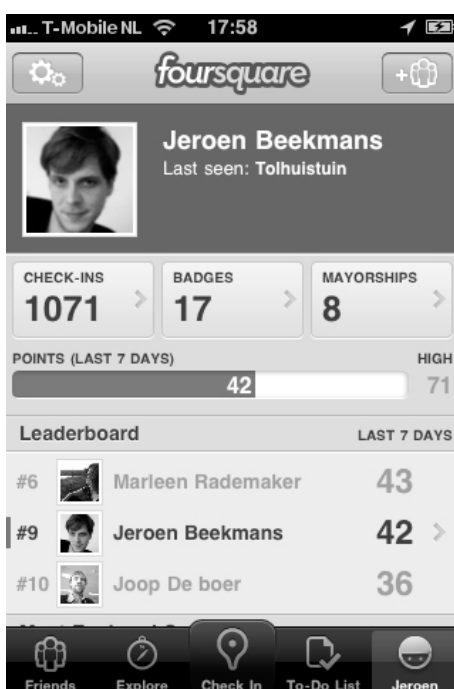 T-Mobile NL 17:58
foursquare
Jeroen Beekmans
Last seen: Tolhuistuin
CHECK-INS BADGES MAYORSHIPS
1071 17 8
POINTS (LAST 7 DAYS) HIGH
42 71
Leaderboard LAST 7 DAYS
#6 Marleen Rademaker 43
#9 Jeroen Beekmans 42
#10 Joop De boer 36
Friends Explore Check In To-Do List Jeroen